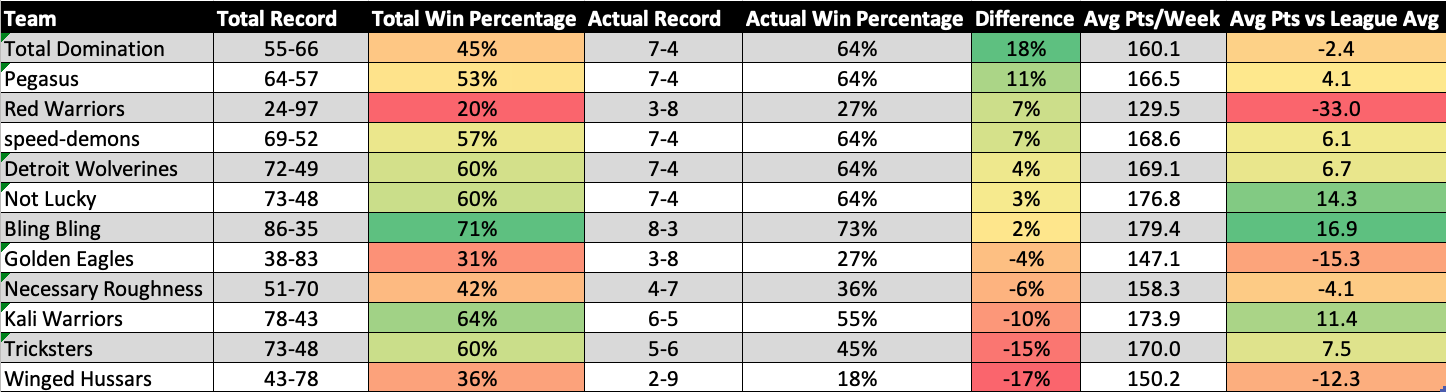 Team Total Record Total Win Percentage Actual Record Actual Win Percentage Difference Avg Pts/Week Avg Pts vs League Avg
Total Domination 55-66 45% 7-4 64% 18% 160.1 -2.4
Pegasus 64-57 53% 7-4 64% 11% 166.5 4.1
Red Warriors 24-97 20% 3-8 27% 7% 129.5 -33.0
speed-demons 69-52 57% 7-4 64% 7% 168.6 6.1
Detroit Wolverines 72-49 60% 7-4 64% 4% 169.1 6.7
Not Lucky 73-48 60% 7-4 64% 3% 176.8 14.3
Bling Bling 86-35 71% 8-3 73% 2% 179.4 16.9
Golden Eagles 38-83 31% 3-8 27% -4% 147.1 -15.3
Necessary Roughness 51-70 42% 4-7 36% -6% 158.3 -4.1
Kali Warriors 78-43 64% 6-5 55% -10% 173.9 11.4
Tricksters 73-48 60% 5-6 45% -15% 170.0 7.5
Winged Hussars 43-78 36% 2-9 18% -17% 150.2 -12.3